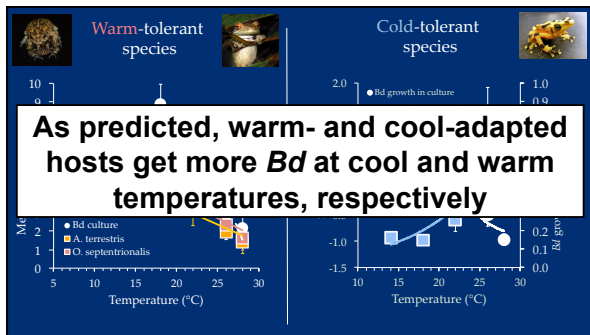 Warm-tolerant
species
Cold-tolerant
species
10
2.0
1.0
Bd growth in culture
As predicted, warm- and cool-adapted
hosts get more Bd at cool and warm
temperatures, respectively
Bd culture
A. terrestris
O. septentrionalis
2
1
0
-1.0
-1.5
0.2
0.1
0.0
5
10
15
20
25
30
10
15
20
25
30
Temperature (°C)
Temperature (°C)